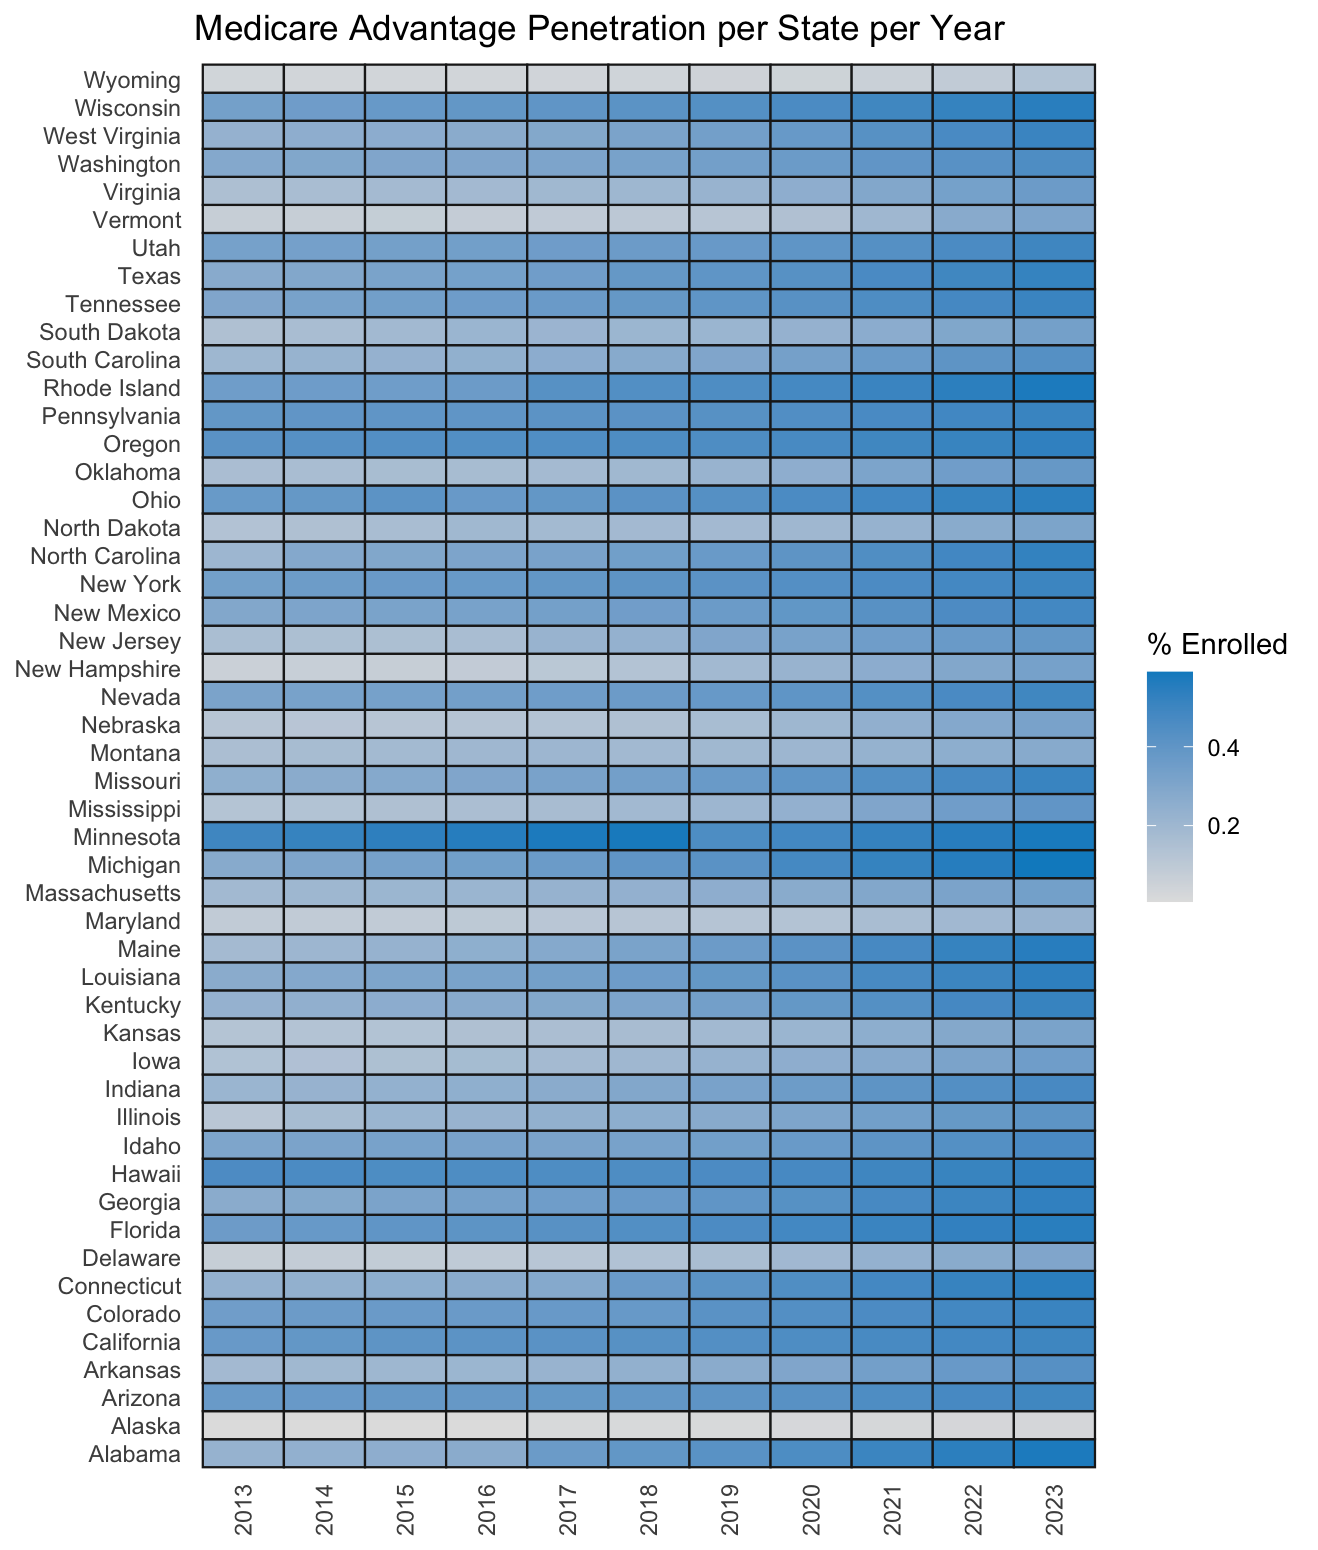 Medicare Advantage Penetration per State per Year
Wyoming
Wisconsin
West Virginia
Washington
Virginia
Vermont
Utah
Texas
Tennessee
South Dakota
South Carolina
Rhode Island
Pennsylvania
Oregon
Oklahoma
Ohio
North Dakota
North Carolina
New York
New Mexico
New Jersey
New Hampshire
Nevada
Nebraska
Montana
Missouri
Mississippi
Minnesota
Michigan
Massachusetts
Maryland
Maine
Louisiana
Kentucky
Kansas
Iowa
Indiana
Illinois
Idaho
Hawaii
Georgia
Florida
Delaware
Connecticut
Colorado
California
Arkansas
Arizona
Alaska
Alabama
2013
2014
2015
2016
2017
2018
2019
2020
2021
2022
2023
% Enrolled
0.4
0.2